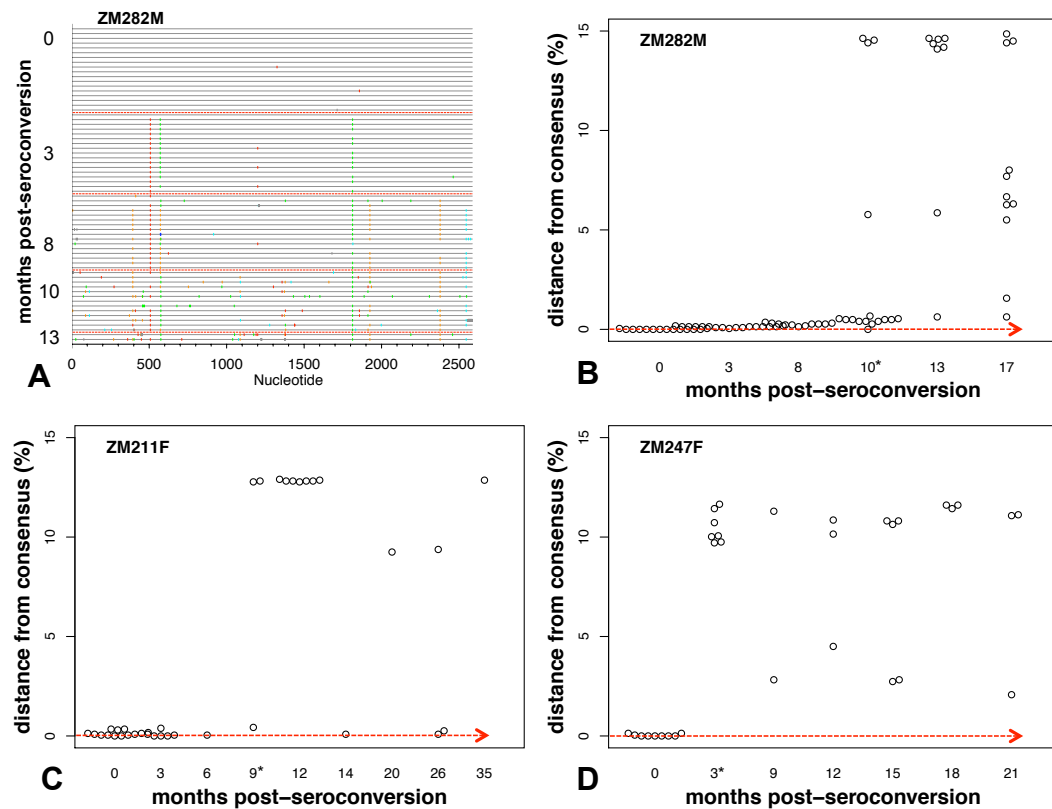 ZM282M
0
3
8
10
13
months post-seroconversion
0 500 1000 1500 2000 2500
Nucleotide
A
ZM282M
distance from consensus (%)
15
10
5
0
0 3 8 10* 13 17
months post−seroconversion
B
ZM211F
distance from consensus (%)
15
10
5
0
0 3 6 9* 12 14 20 26 35
months post−seroconversion
C
ZM247F
distance from consensus (%)
15
10
5
0
0 3* 9 12 15 18 21
months post−seroconversion
D